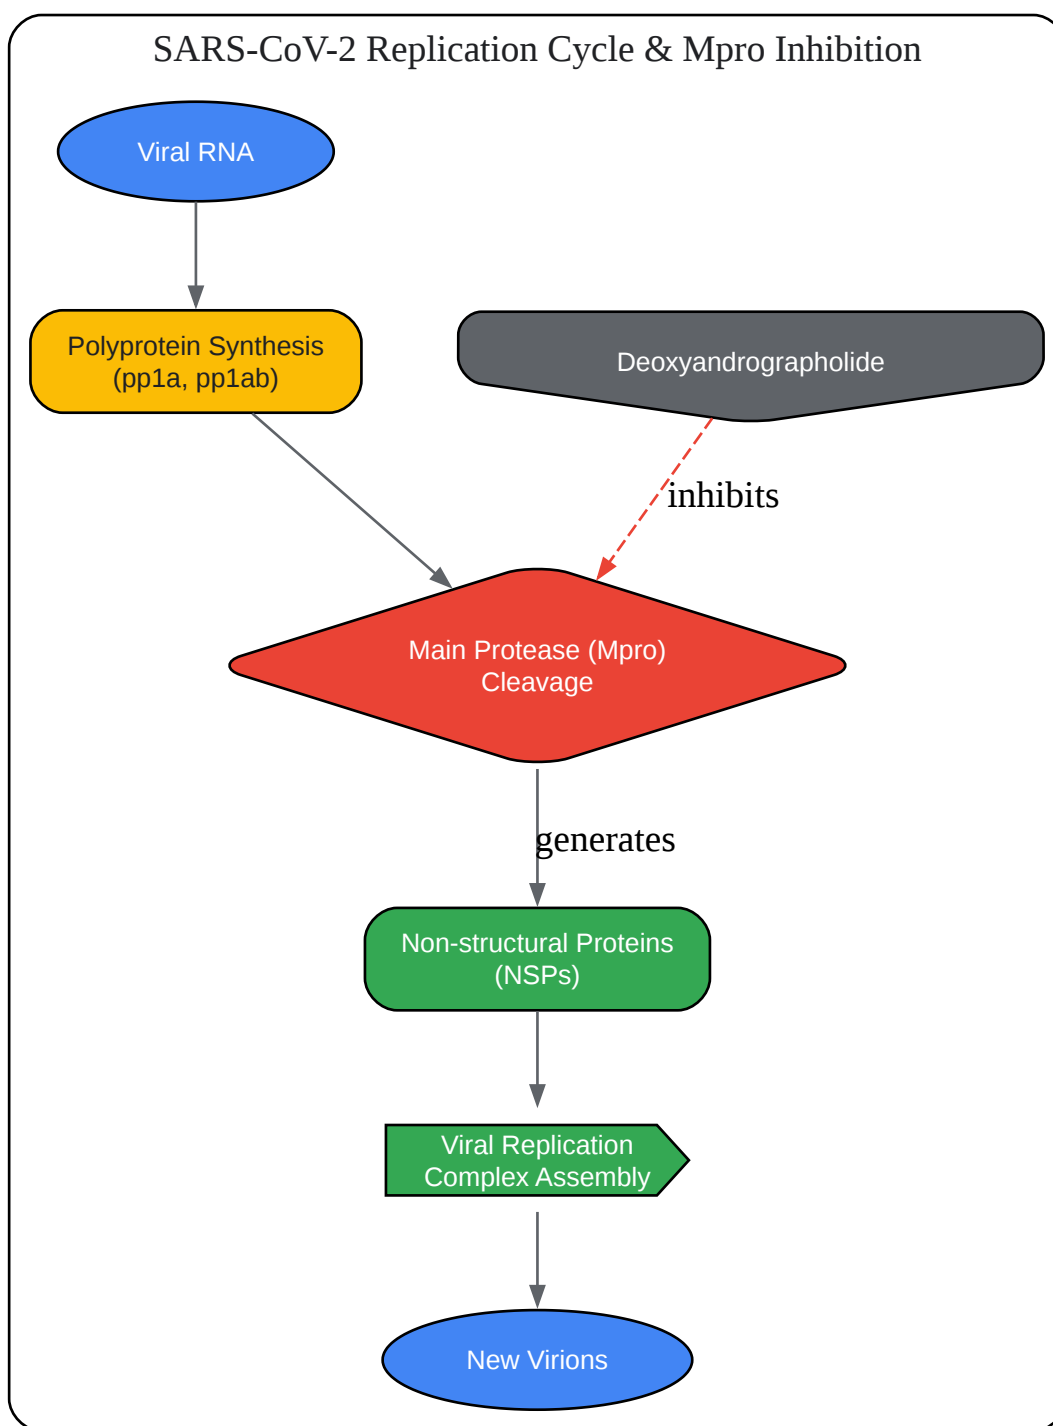 SARS-CoV-2 Replication Cycle & Mpro Inhibition
Viral RNA
Polyprotein Synthesis
(pp1a, pp1ab)
Deoxyandrographolide
inhibits
Main Protease (Mpro)
Cleavage
generates
Non-structural Proteins
(NSPs)
Viral Replication
Complex Assembly
New Virions